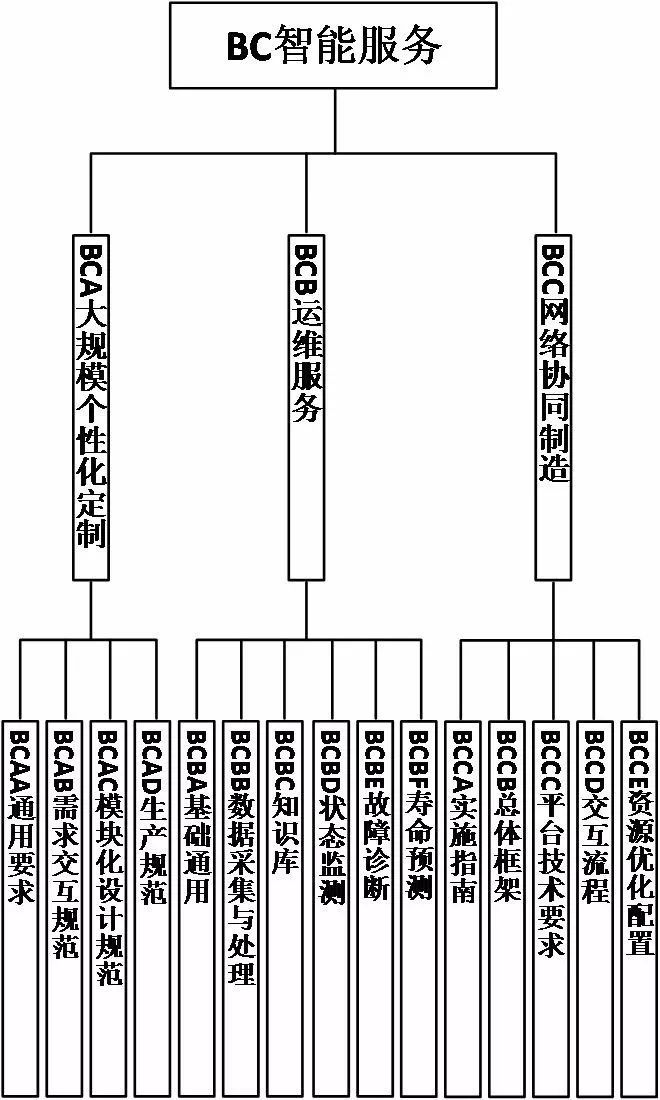 BC智能服务
BCA大规模个性化定制
BCB运维服务
BCC网络协同制造
BCAA通用要求
BCAB需求交互规范
BCAC模块化设计规范
BCAD生产规范
BCBA基础通用
BCBB数据采集与处理
BCBC知识库
BCBD状态监测
BCBE故障诊断
BCBF寿命预测
BCCA实施指南
BCCB总体框架
BCCC平台技术要求
BCCD交互流程
BCCE资源优化配置